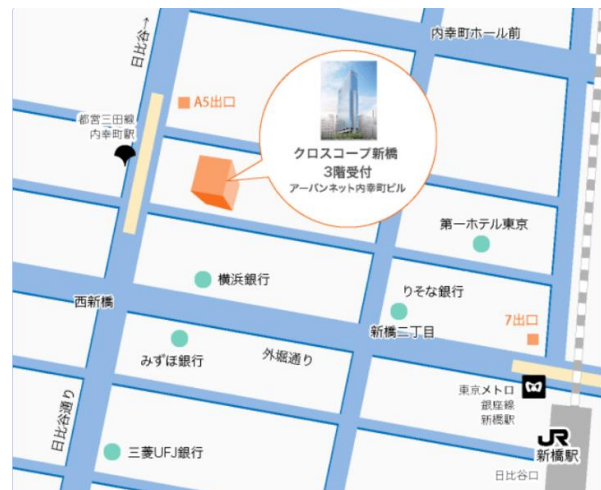 内幸町ホール前
日比谷→
A5出口
都営三田線
内幸町駅
クロスコープ新橋
3階受付
アーバンネット内幸町ビル
第一ホテル東京
横浜銀行
りそな銀行
西新橋
7出口
新橋二丁目
外堀通り
みずほ銀行
東京メトロ
銀座線
新橋駅
日比谷通り
JR
新橋駅
三菱UFJ銀行
日比谷口